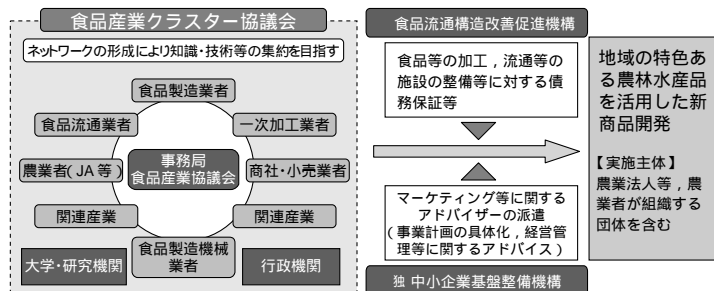 食品産業クラスター協議会
ネットワークの形成により知識・技術等の集約を目指す
食品製造業者
食品流通業者
一次加工業者
農業者(JA等)
事務局
食品産業協議会
商社・小売業者
関連産業
関連産業
食品製造機械
業者
大学・研究機関
行政機関
食品流通構造改善促進機構
食品等の加工，流通等の
施設の整備等に対する債
務保証等
マーケティング等に関する
アドバイザーの派遣
(事業計画の具体化，経営管
理等に関するアドバイス)
独 中小企業基盤整備機構
地域の特色あ
る農林水産品
を活用した新
商品開発
【実施主体】
農業法人等，農
業者が組織する
団体を含む